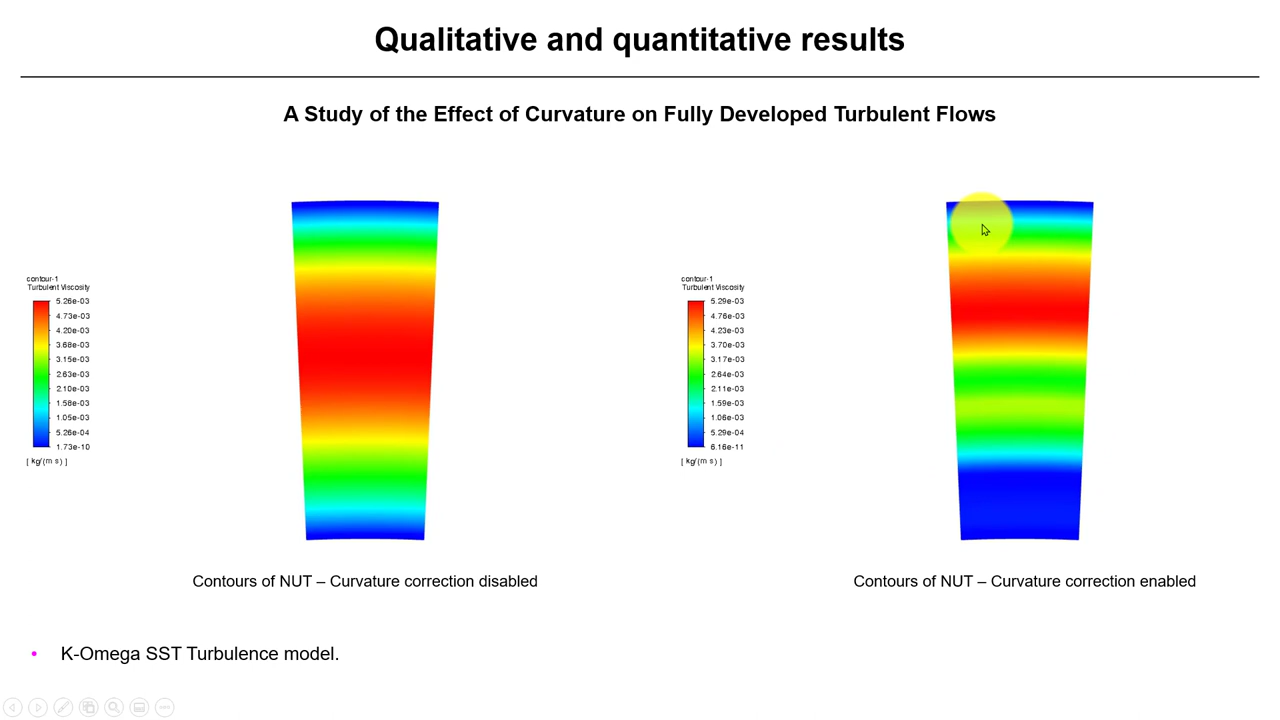 Qualitative and quantitative results
A Study of the Effect of Curvature on Fully Developed Turbulent Flows
contour-1
Turbulent Viscosity
5.26e-03
4.73e-03
4.20e-03
3.68e-03
3.15e-03
2.63e-03
2.10e-03
1.58e-03
1.05e-03
5.26e-04
1.73e-10
[ kg/(m s) ]
contour-1
Turbulent Viscosity
5.29e-03
4.76e-03
4.23e-03
3.70e-03
3.17e-03
2.64e-03
2.11e-03
1.59e-03
1.06e-03
5.29e-04
6.16e-11
[ kg/(m s) ]
Contours of NUT – Curvature correction disabled
Contours of NUT – Curvature correction enabled
• K-Omega SST Turbulence model.